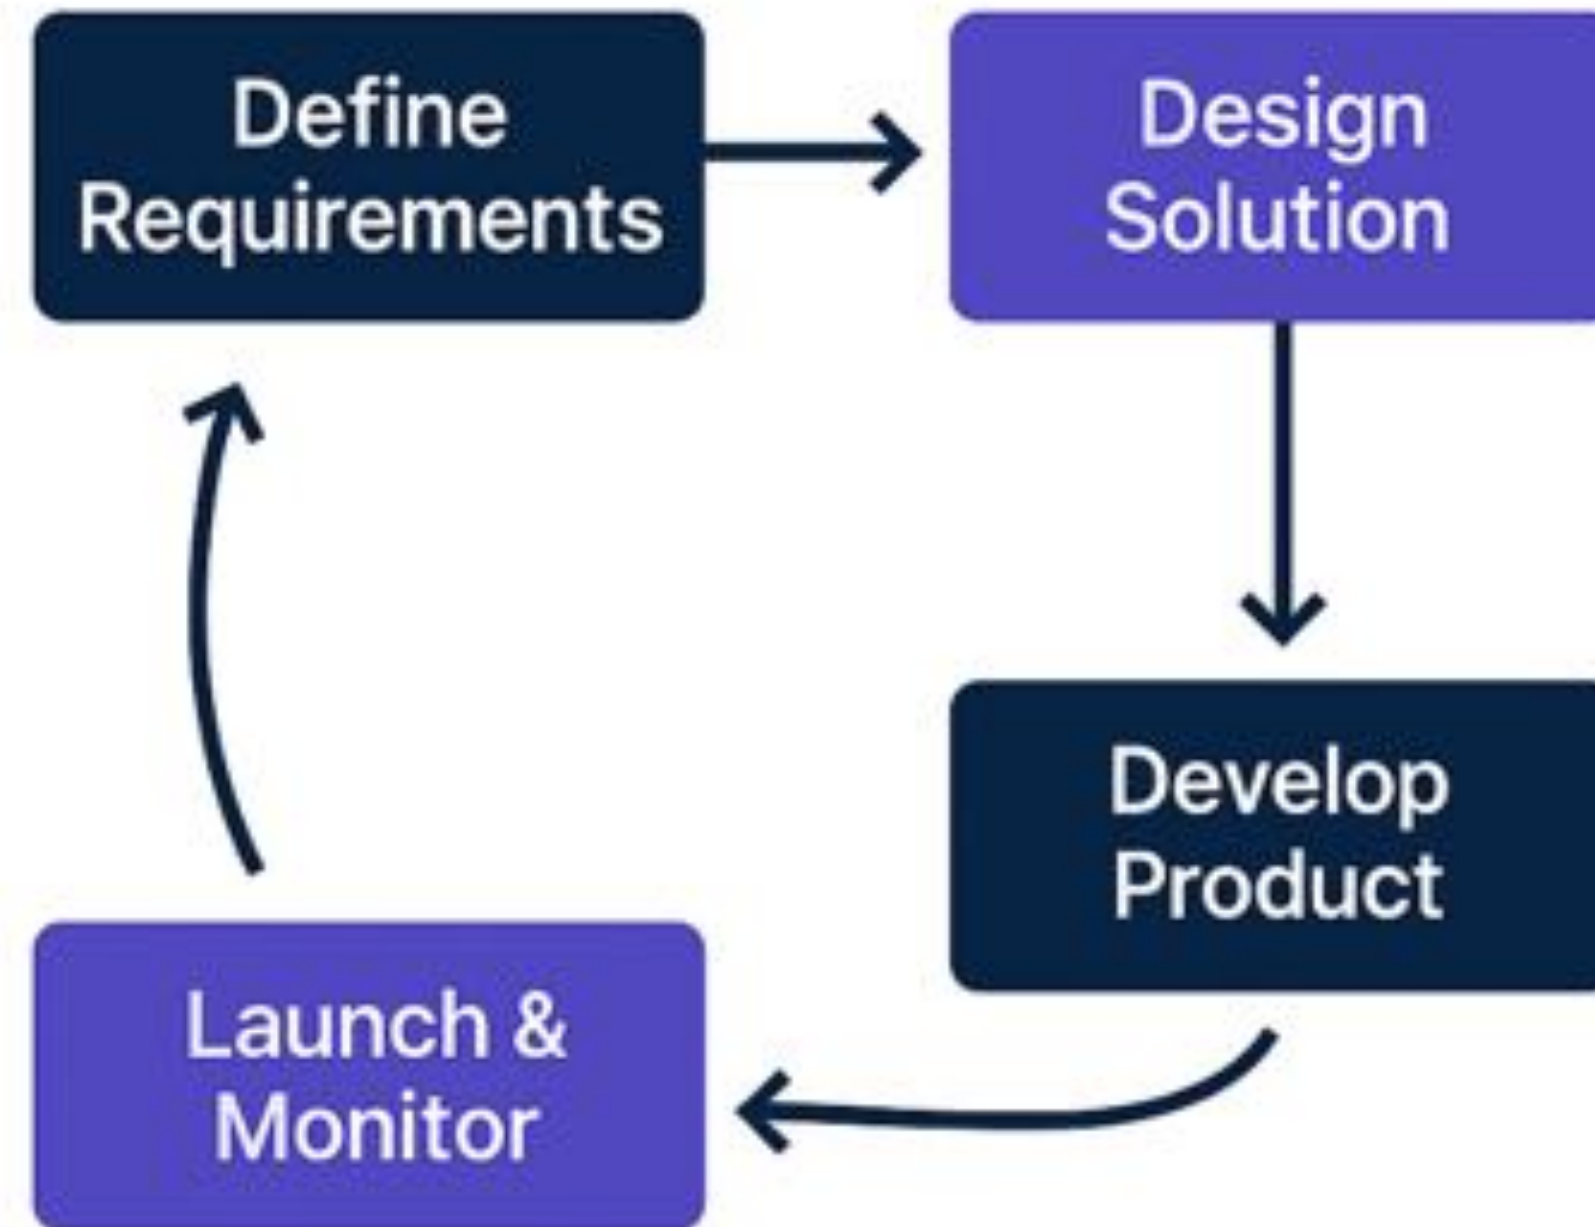 Define
Requirements
Design
Solution
Develop
Product
Launch &
Monitor